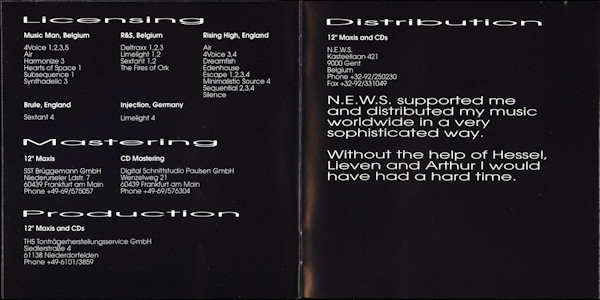 Licensing
Music Man, Belgium
4Voice 1,2,3,5
Air
Harmonize 3
Hearts of Space 1
Subsequence 1
Synthadelic 3
R&S, Belgium
Deltraxx 1,2,3
Limelight 1,2
Sextant 1,2
The Fires of Ork
Rising High, England
Air
4Voice 3,4
Dreamfish
Edenhouse
Escape 1,2,3,4
Minimalistic Source 4
Sequential 2,3,4
Silence
Brute, England
Sextant 4
Injection, Germany
Limelight 4
Mastering
12" Maxis
SST Brüggemann GmbH
Niederurseler Ldstr. 7
60439 Frankfurt am Main
Phone +49-69/575057
CD Mastering
Digital Schnittstudio Paulsen GmbH
Wenzelweg 21
60439 Frankfurt am Main
Phone +49-69/576304
Production
12" Maxis and CDs
THS Tonträgerherstellungsservice GmbH
Siedlerstraße 4
61138 Niederdorfelden
Phone +49-6101/3859
Distribution
12" Maxis and CDs
N.E.W.S.
Kasteellaan 421
9000 Gent
Belgium
Phone +32-92/250230
Fax +32-92/331049
N.E.W.S. supported me
and distributed my music
worldwide in a very
sophisticated way.
Without the help of Hessel,
Lieven and Arthur I would
have had a hard time.